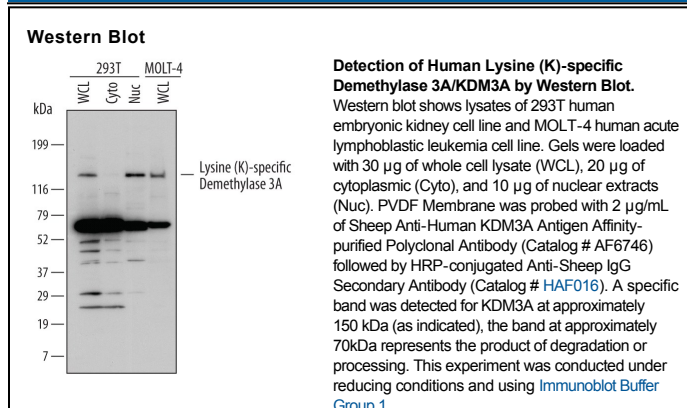 Western Blot
293T MOLT-4
WCL Cyto Nuc WCL
kDa
199
116
79
52
37
29
19
7
Lysine (K)-specific
Demethylase 3A
Detection of Human Lysine (K)-specific
Demethylase 3A/KDM3A by Western Blot.
Western blot shows lysates of 293T human
embryonic kidney cell line and MOLT-4 human acute
lymphoblastic leukemia cell line. Gels were loaded
with 30 µg of whole cell lysate (WCL), 20 µg of
cytoplasmic (Cyto), and 10 µg of nuclear extracts
(Nuc). PVDF Membrane was probed with 2 µg/mL
of Sheep Anti-Human KDM3A Antigen Affinity-
purified Polyclonal Antibody (Catalog # AF6746)
followed by HRP-conjugated Anti-Sheep IgG
Secondary Antibody (Catalog # HAF016). A specific
band was detected for KDM3A at approximately
150 kDa (as indicated), the band at approximately
70kDa represents the product of degradation or
processing. This experiment was conducted under
reducing conditions and using Immunoblot Buffer
Group 1